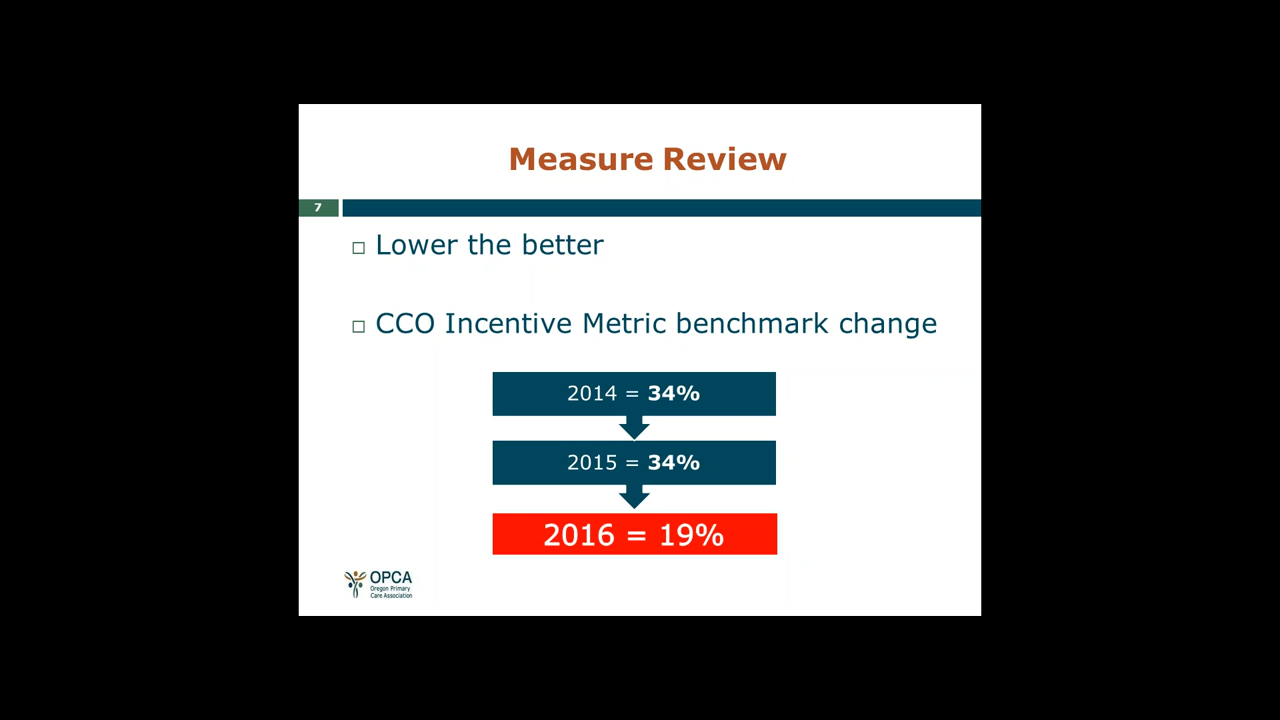 Measure Review
7
Lower the better
CCO Incentive Metric benchmark change
2014 = 34%
2015 = 34%
2016 = 19%
OPCA
Oregon Primary
Care Association